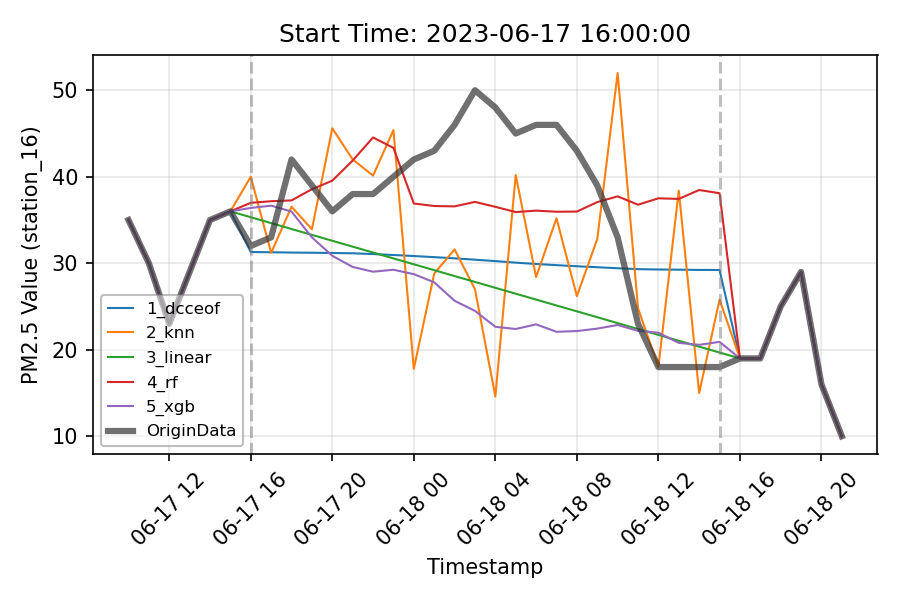 Start Time: 2023-06-17 16:00:00
PM2.5 Value (station_16)
50
40
30
20
10
1_dcceof
2_knn
3_linear
4_rf
5_xgb
OriginData
06-17 12
06-17 16
06-17 20
06-18 00
06-18 04
06-18 08
06-18 12
06-18 16
06-18 20
Timestamp